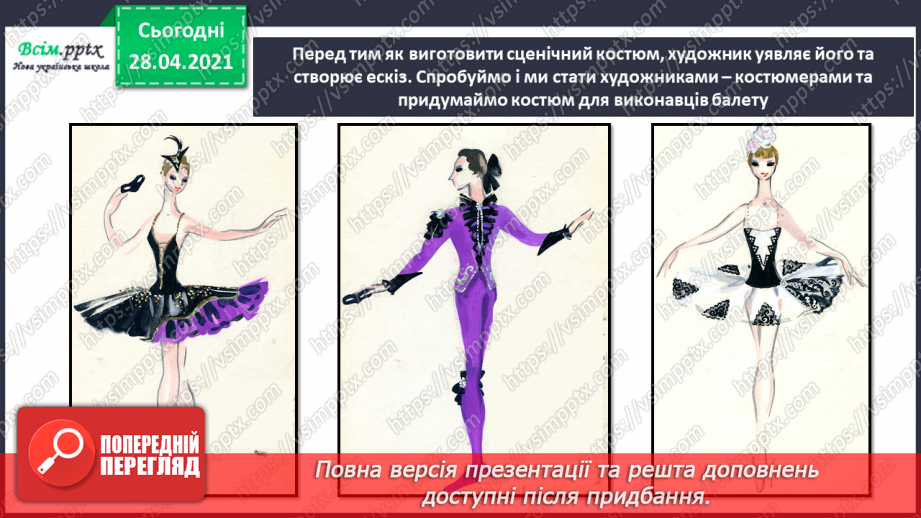 Сьогодні
28.04.2021
Всім.pptx
Нова українська школа
Перед тим як виготовити сценічний костюм, художник уявляє його та
створює ескіз. Спробуймо і ми стати художниками – костюмерами та
придумаймо костюм для виконавців балету
https://vsimpptx.com
ПОПЕРЕДНІЙ
ПЕРЕГЛЯД
Повна версія презентації та решта доповнень
доступні після придбання.